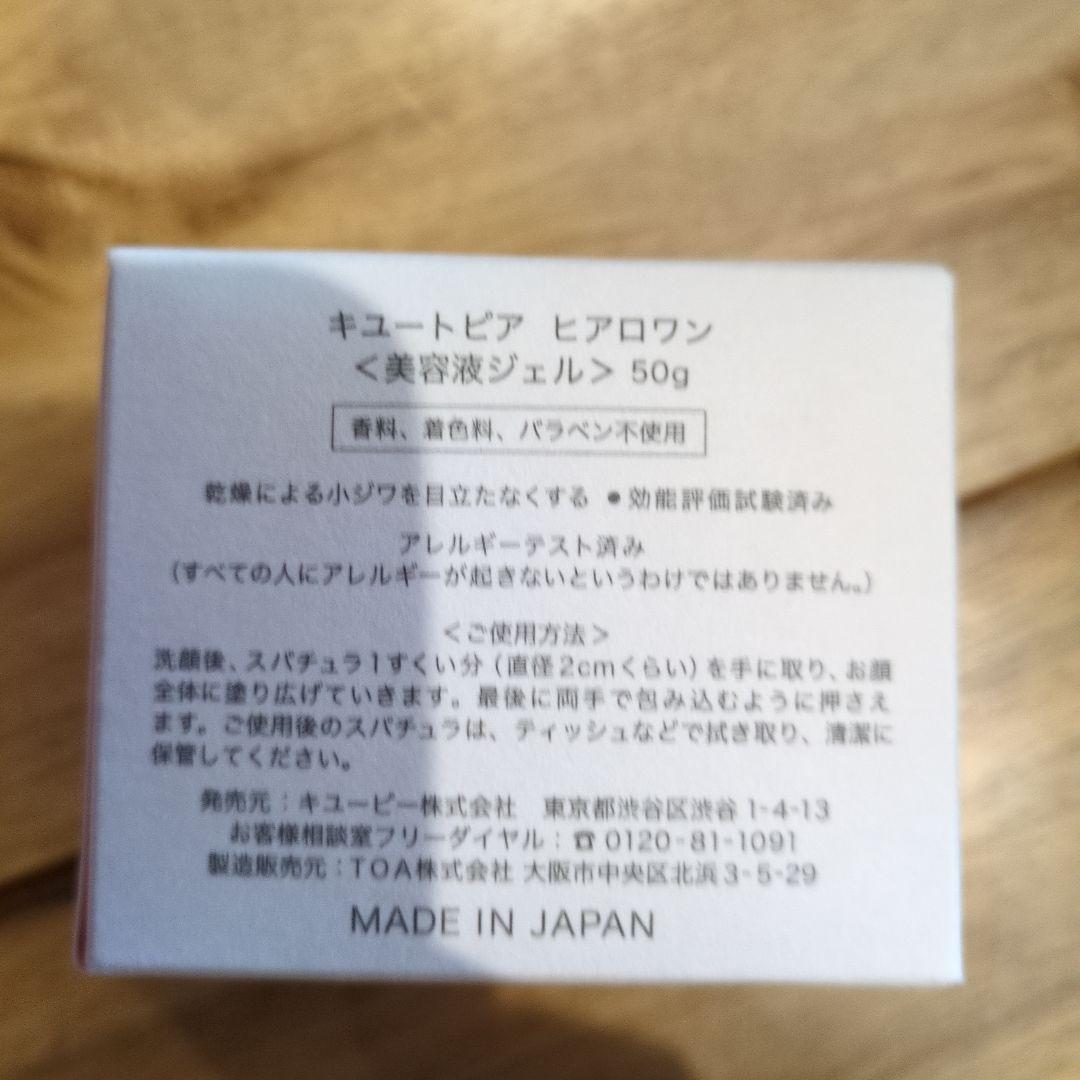 キユートピア ヒアロワン
＜美容液ジェル＞ 50g
香料、着色料、パラベン不使用
乾燥による小ジワを目立たなくする ●効能評価試験済み
アレルギーテスト済み
（すべての人にアレルギーが起きないというわけではありません。）
＜ご使用方法＞
洗顔後、スパチュラ1すくい分（直径2cmくらい）を手に取り、お顔
全体に塗り広げていきます。最後に両手で包み込むように押さえ
ます。ご使用後のスパチュラは、ティッシュなどで拭き取り、清潔に
保管してください。
発売元：キユーピー株式会社 東京都渋谷区渋谷 1-4-13
お客様相談室フリーダイヤル：☎0120-81-1091
製造販売元：TOA株式会社 大阪市中央区北浜3-5-29
MADE IN JAPAN